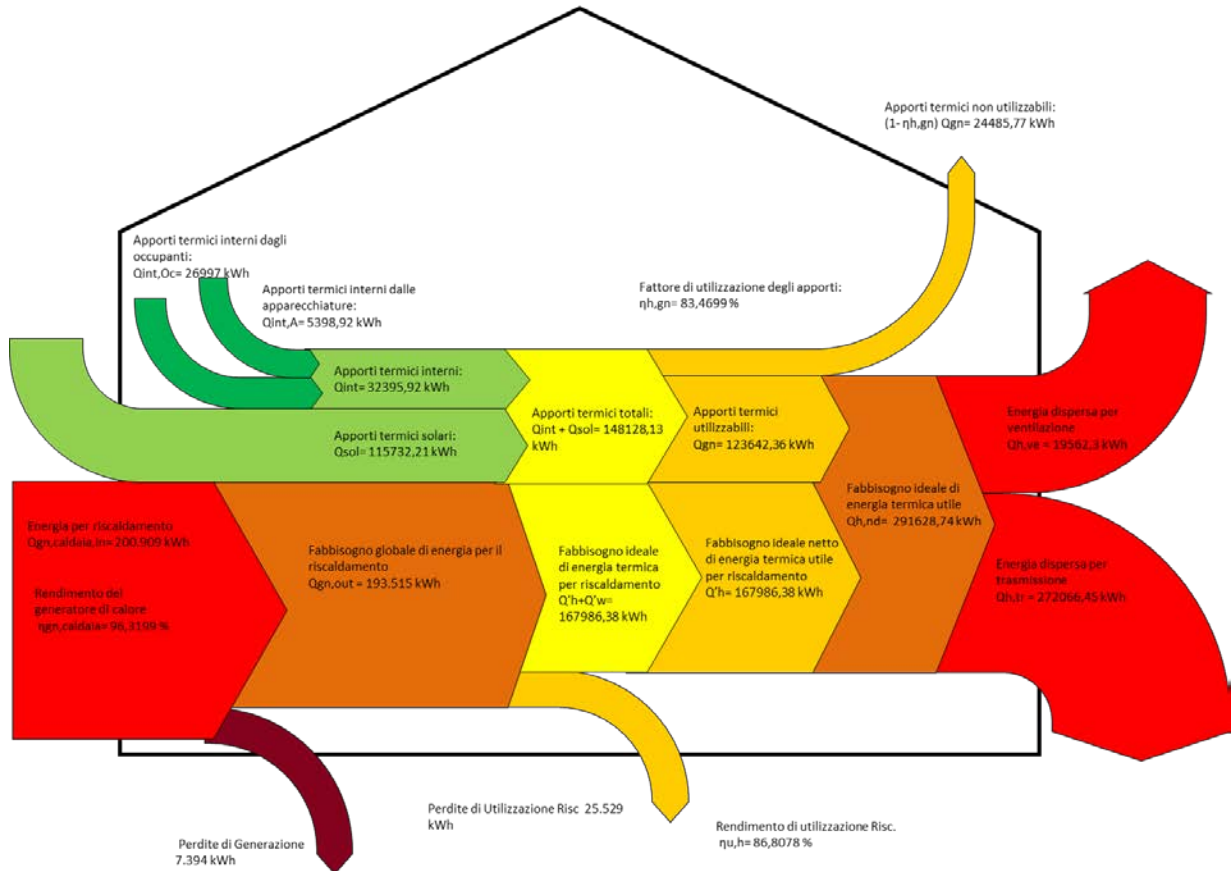 Apporti termici non utilizzabili:
(1- ηh,gn) Qgn= 24485,77 kWh
Apporti termici interni dagli
occupanti:
Qint,Oc= 26997 kWh
Apporti termici interni dalle
apparecchiature:
Qint,A= 5398,92 kWh
Fattore di utilizzazione degli apporti:
ηh,gn= 83,4699 %
Apporti termici interni:
Qint= 32395,92 kWh
Apporti termici solari:
Qsol= 115732,21 kWh
Apporti termici totali:
Qint + Qsol= 148128,13
kWh
Apporti termici
utilizzabili:
Qgn= 123642,36 kWh
Energia dispersa per
ventilazione
Qh,ve = 19562,3 kWh
Energia per riscaldamento
Qgn,caldaia,in= 200.909 kWh
Rendimento del
generatore di calore
ηgn,caldaia= 96,3199 %
Fabbisogno globale di energia per il
riscaldamento
Qgn,out = 193.515 kWh
Fabbisogno ideale
di energia termica
per riscaldamento
Q'h+Q'w=
167986,38 kWh
Fabbisogno ideale netto
di energia termica utile
per riscaldamento
Q'h= 167986,38 kWh
Fabbisogno ideale di
energia termica utile
Qh,nd= 291628,74 kWh
Energia dispersa per
trasmissione
Qh,tr = 272066,45 kWh
Perdite di Generazione
7.394 kWh
Perdite di Utilizzazione Risc 25.529
kWh
Rendimento di utilizzazione Risc.
ηu,h= 86,8078 %